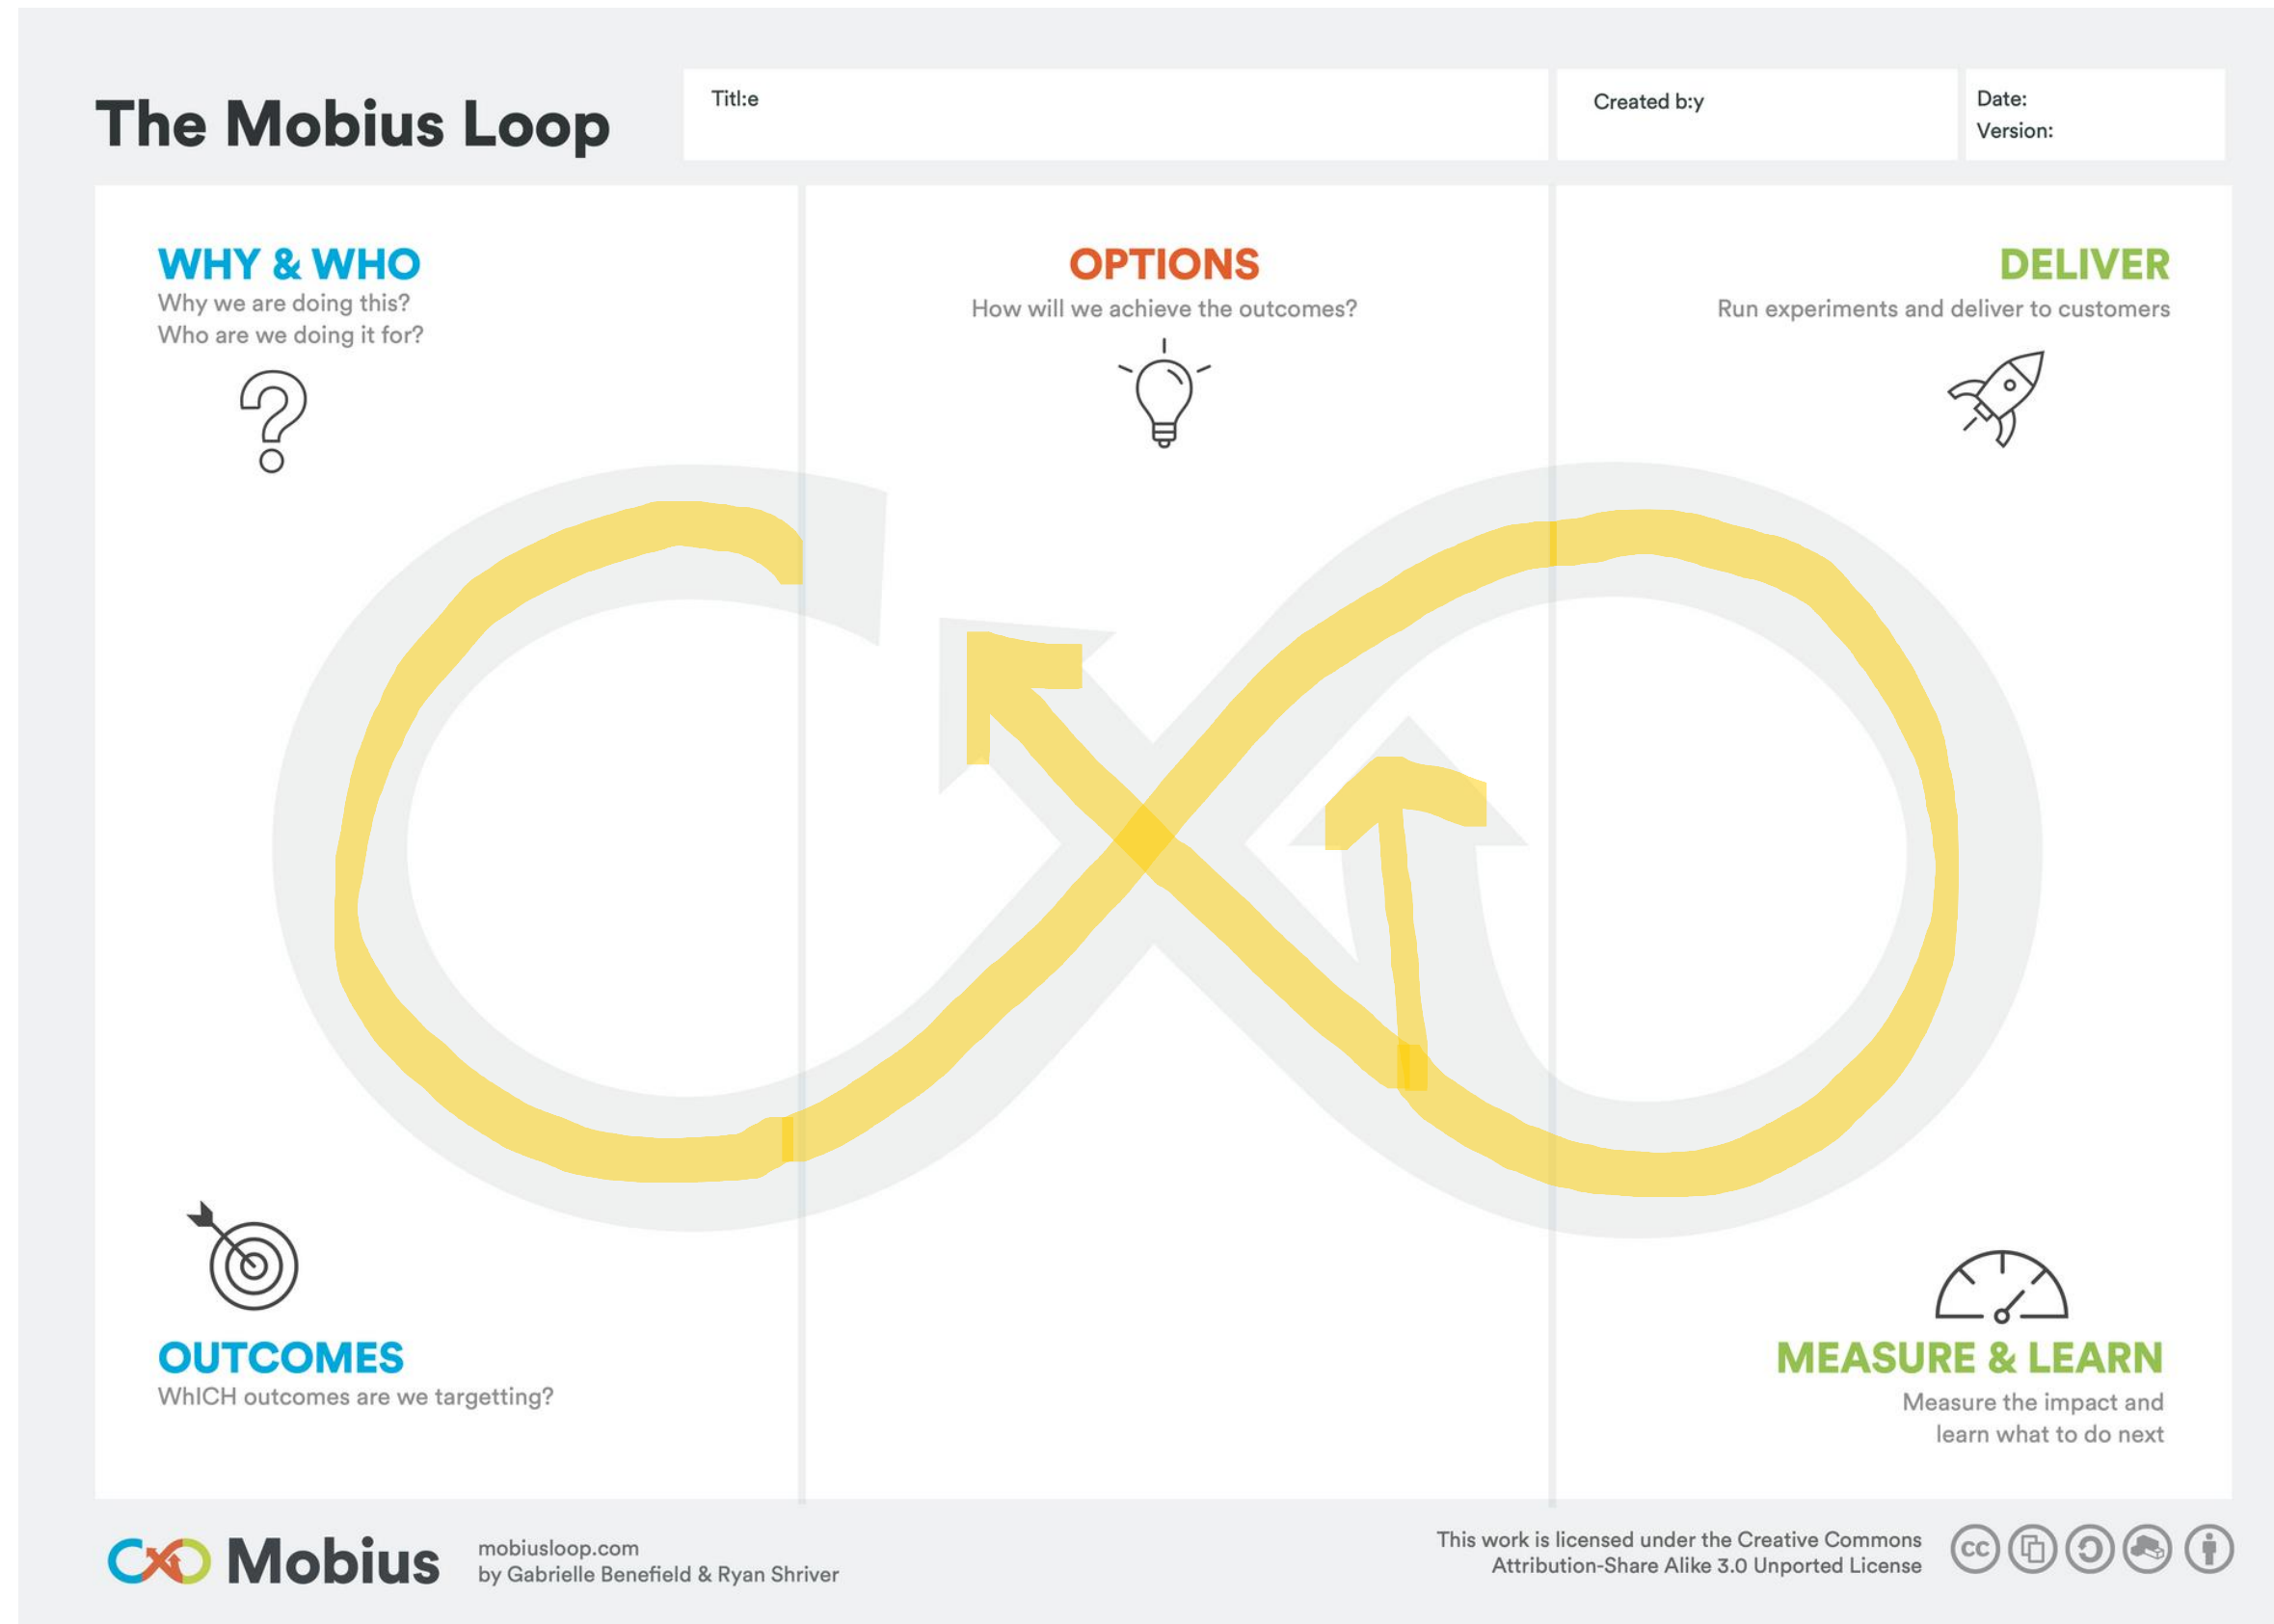 The Mobius Loop
Titl:e
Created b:y
Date:
Version:
WHY & WHO
Why we are doing this?
Who are we doing it for?
OPTIONS
How will we achieve the outcomes?
DELIVER
Run experiments and deliver to customers
OUTCOMES
WhICH outcomes are we targetting?
MEASURE & LEARN
Measure the impact and
learn what to do next
Mobius
mobiusloop.com
by Gabrielle Benefield & Ryan Shriver
This work is licensed under the Creative Commons
Attribution-Share Alike 3.0 Unported License
cc